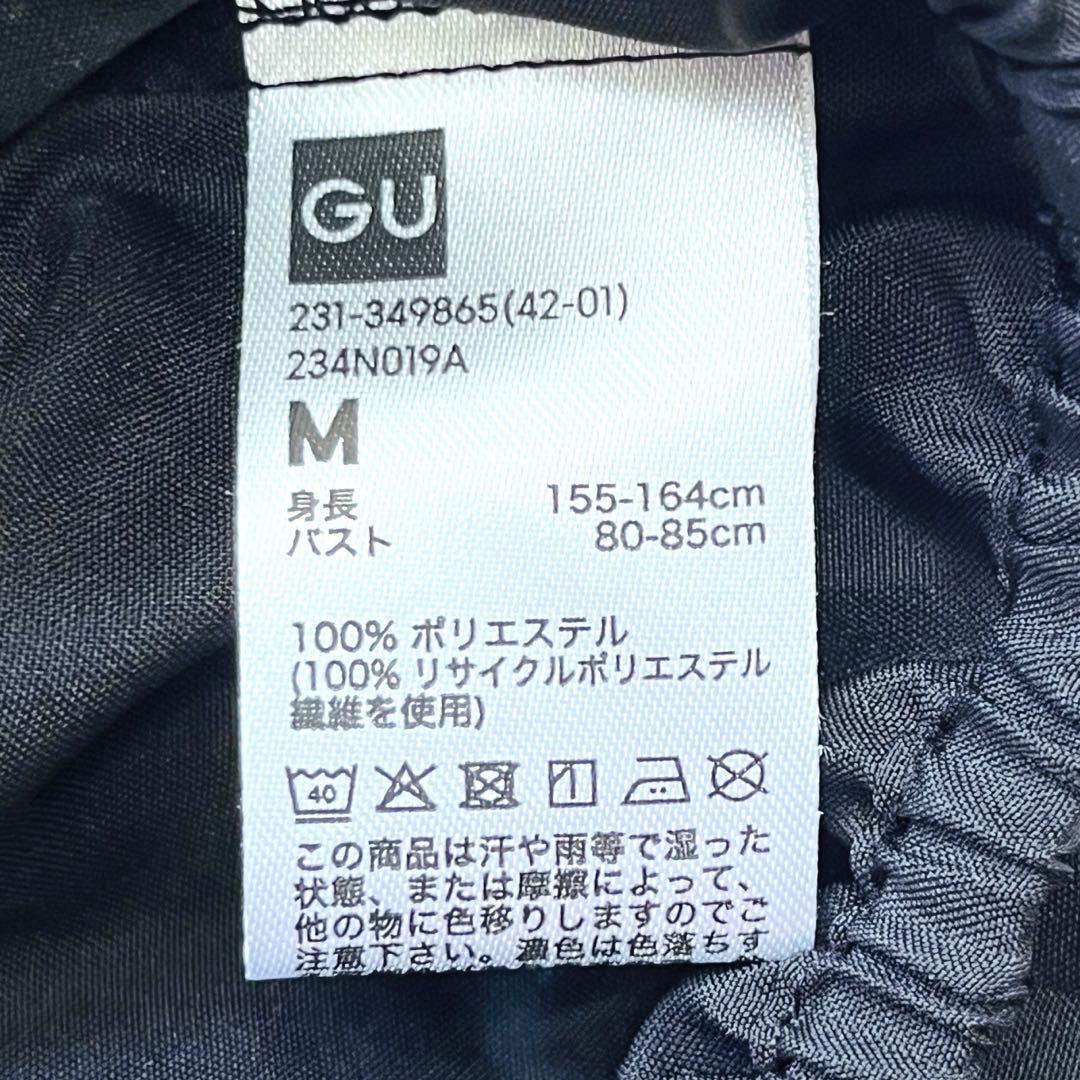 GU
231-349865(42-01)
234N019A
M
身長 155-164cm
バスト 80-85cm
100% ポリエステル
(100% リサイクルポリエステル
繊維を使用)
40
この商品は汗や雨等で湿った
状態、または摩擦によって、
他の物に色移りしますのでご
注意下さい。濃色は色落ちす